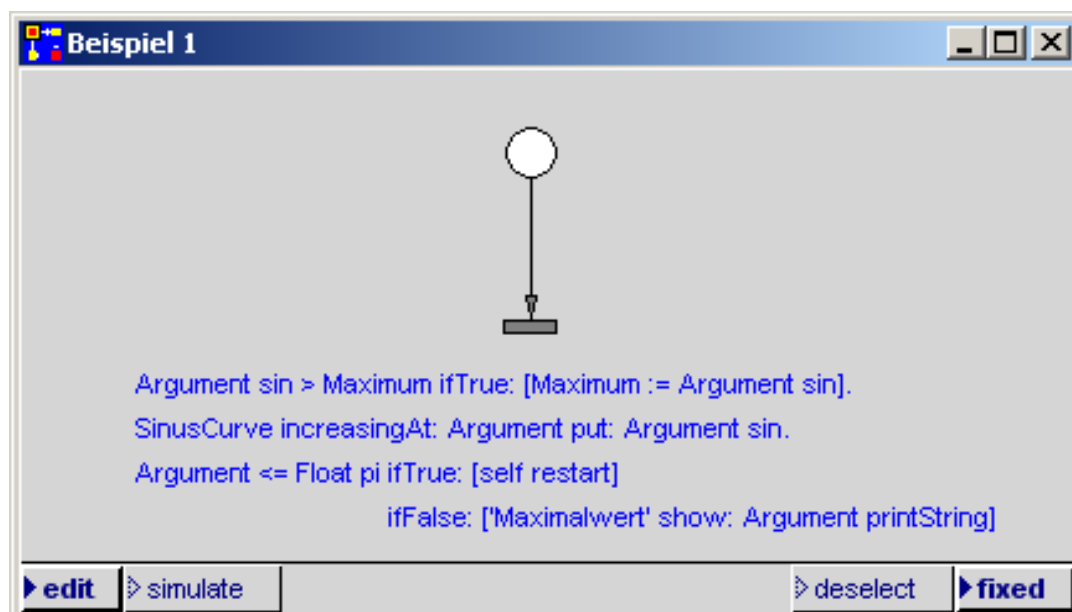 Beispiel 1
Argument sin > Maximum ifTrue: [Maximum := Argument sin].
SinusCurve increasingAt: Argument put: Argument sin.
Argument <= Float pi ifTrue: [self restart]
ifFalse: ['Maximalwert' show: Argument printString]
edit simulate deselect fixed